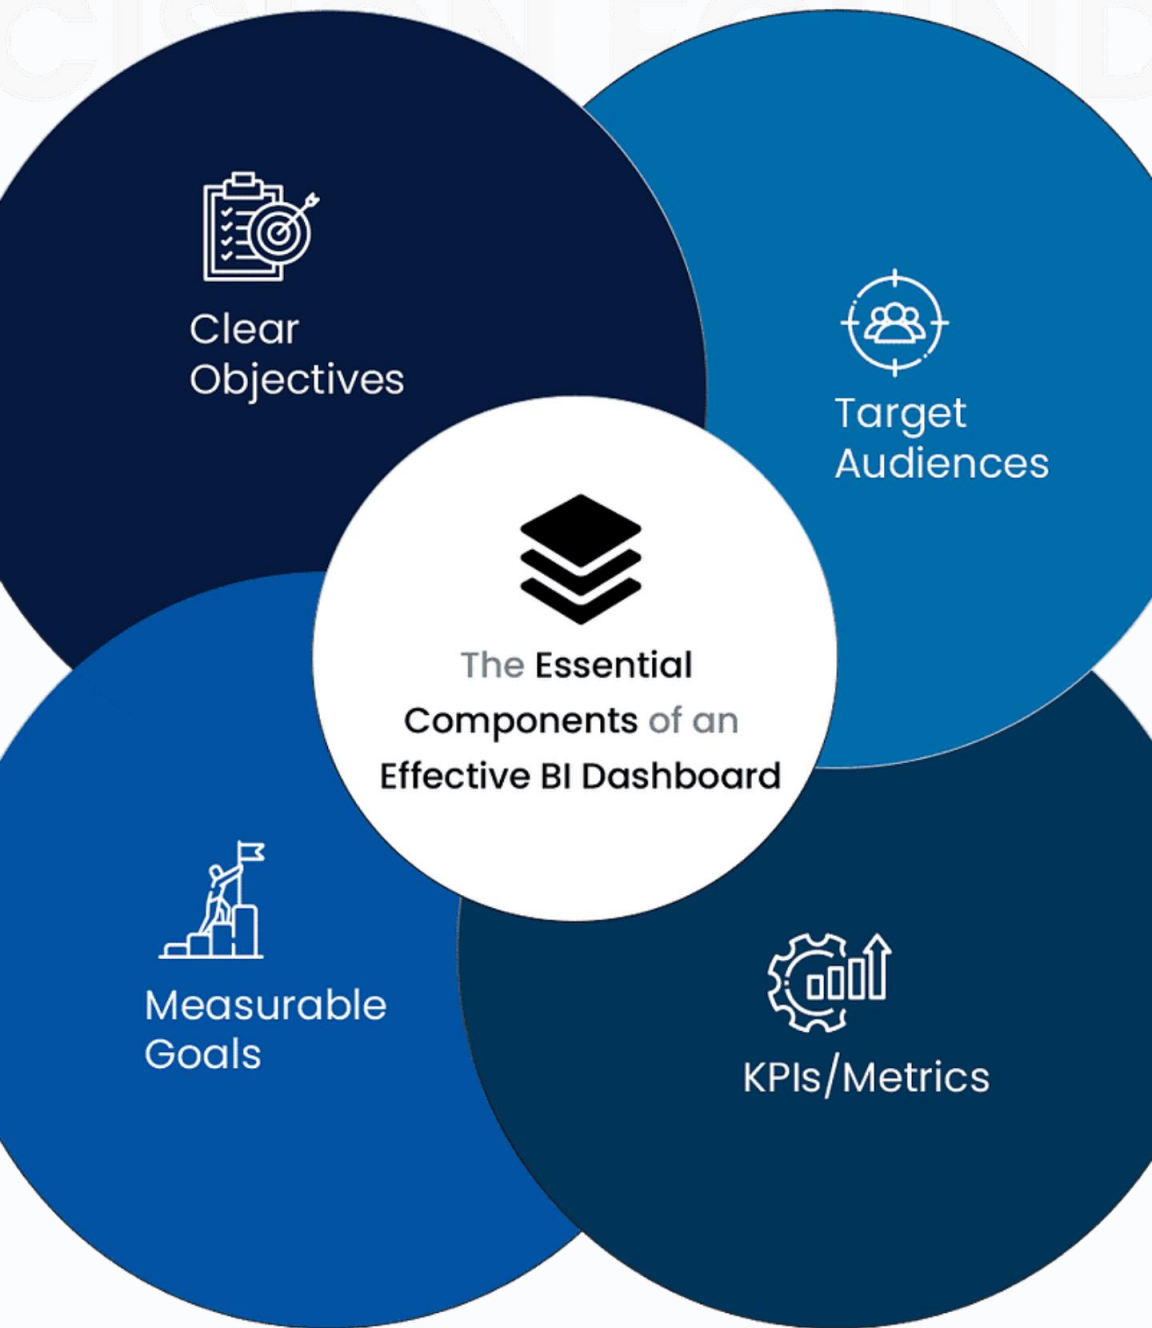 Clear
Objectives
Target
Audiences
The Essential
Components of an
Effective BI Dashboard
Measurable
Goals
KPIs/Metrics